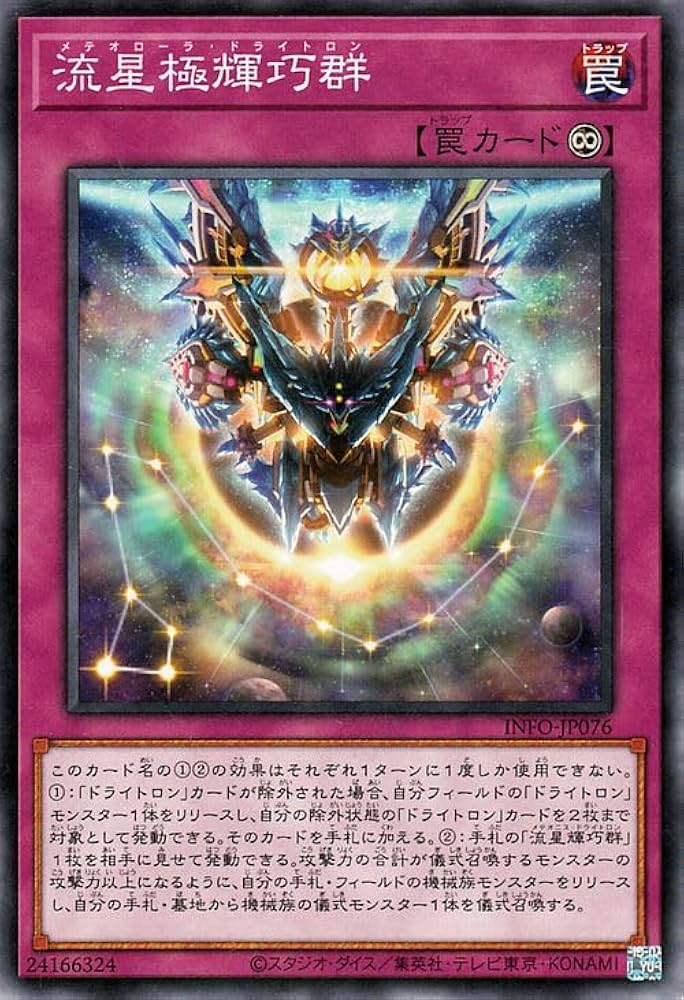 メテオローラ・ドライトロン
流星極輝巧群
トラップ
罠
トラップ
【罠カード♾】
INFO-JP076
このカード名の①②の効果はそれぞれ1ターンに1度しか使用できない。
①：「ドライトロン」カードが除外された場合、自分フィールドの「ドライトロン」
モンスター1体をリリースし、自分の除外状態の「ドライトロン」カードを2枚まで
対象として発動できる。そのカードを手札に加える。②：手札の「流星輝巧群」
1枚を相手に見せて発動できる。攻撃力の合計が儀式召喚するモンスターの
攻撃力以上になるように、自分の手札・フィールドの機械族モンスターをリリース
し、自分の手札・墓地から機械族の儀式モンスター1体を儀式召喚する。
24166324
©スタジオ・ダイス／集英社・テレビ東京・KONAMI